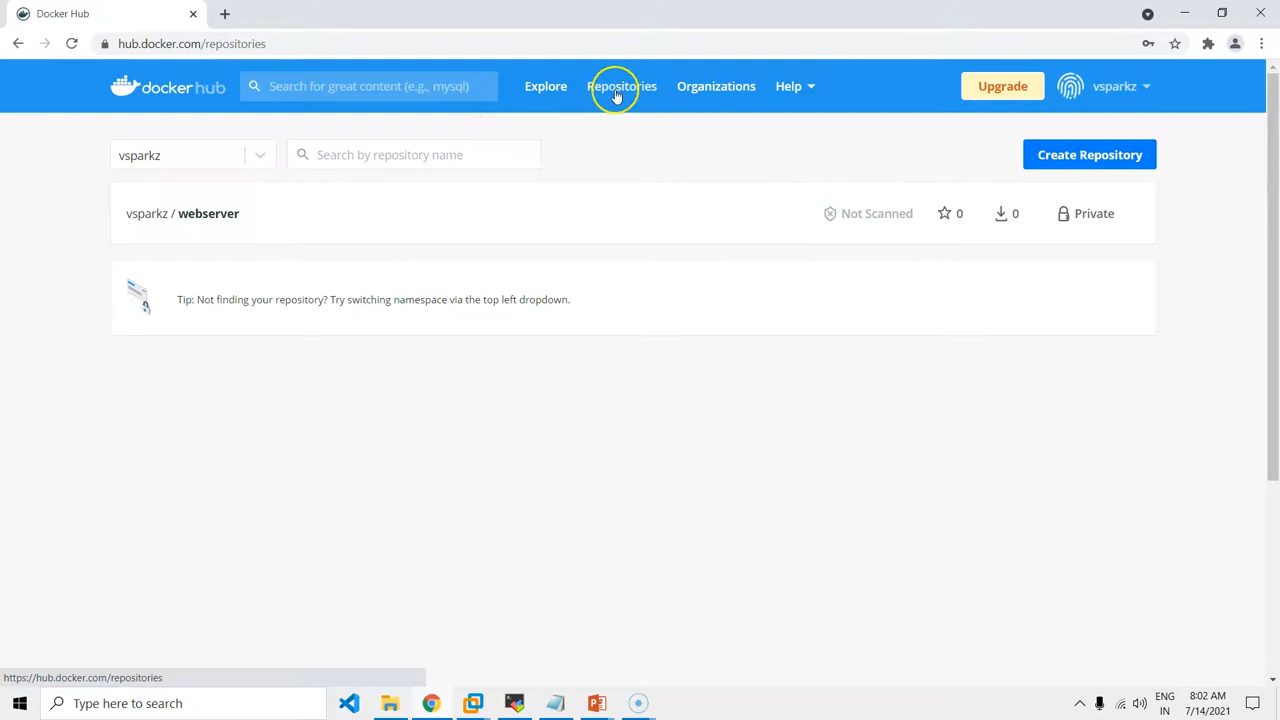 Docker Hub
hub.docker.com/repositories
docker hub
Search for great content (e.g., mysql)
Explore
Repositories
Organizations
Help
Upgrade
vsparkz
vsparkz
Search by repository name
Create Repository
vsparkz / webserver
Not Scanned
0
0
Private
Tip: Not finding your repository? Try switching namespace via the top left dropdown.
https://hub.docker.com/repositories
Type here to search
ENG
IN
8:02 AM
7/14/2021